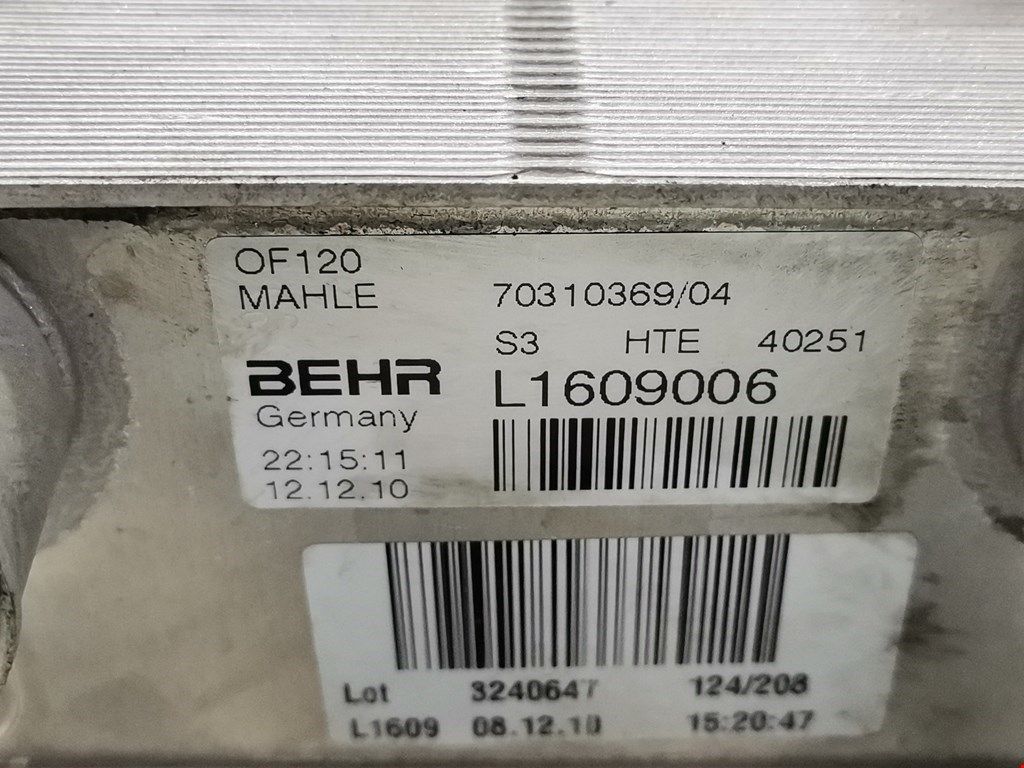 OF120
MAHLE 70310369/04
S3 HTE 40251
BEHR L1609006
Germany
22:15:11
12.12.10
Lot 3240647 124/208
L1609 08.12.10 15:20:47